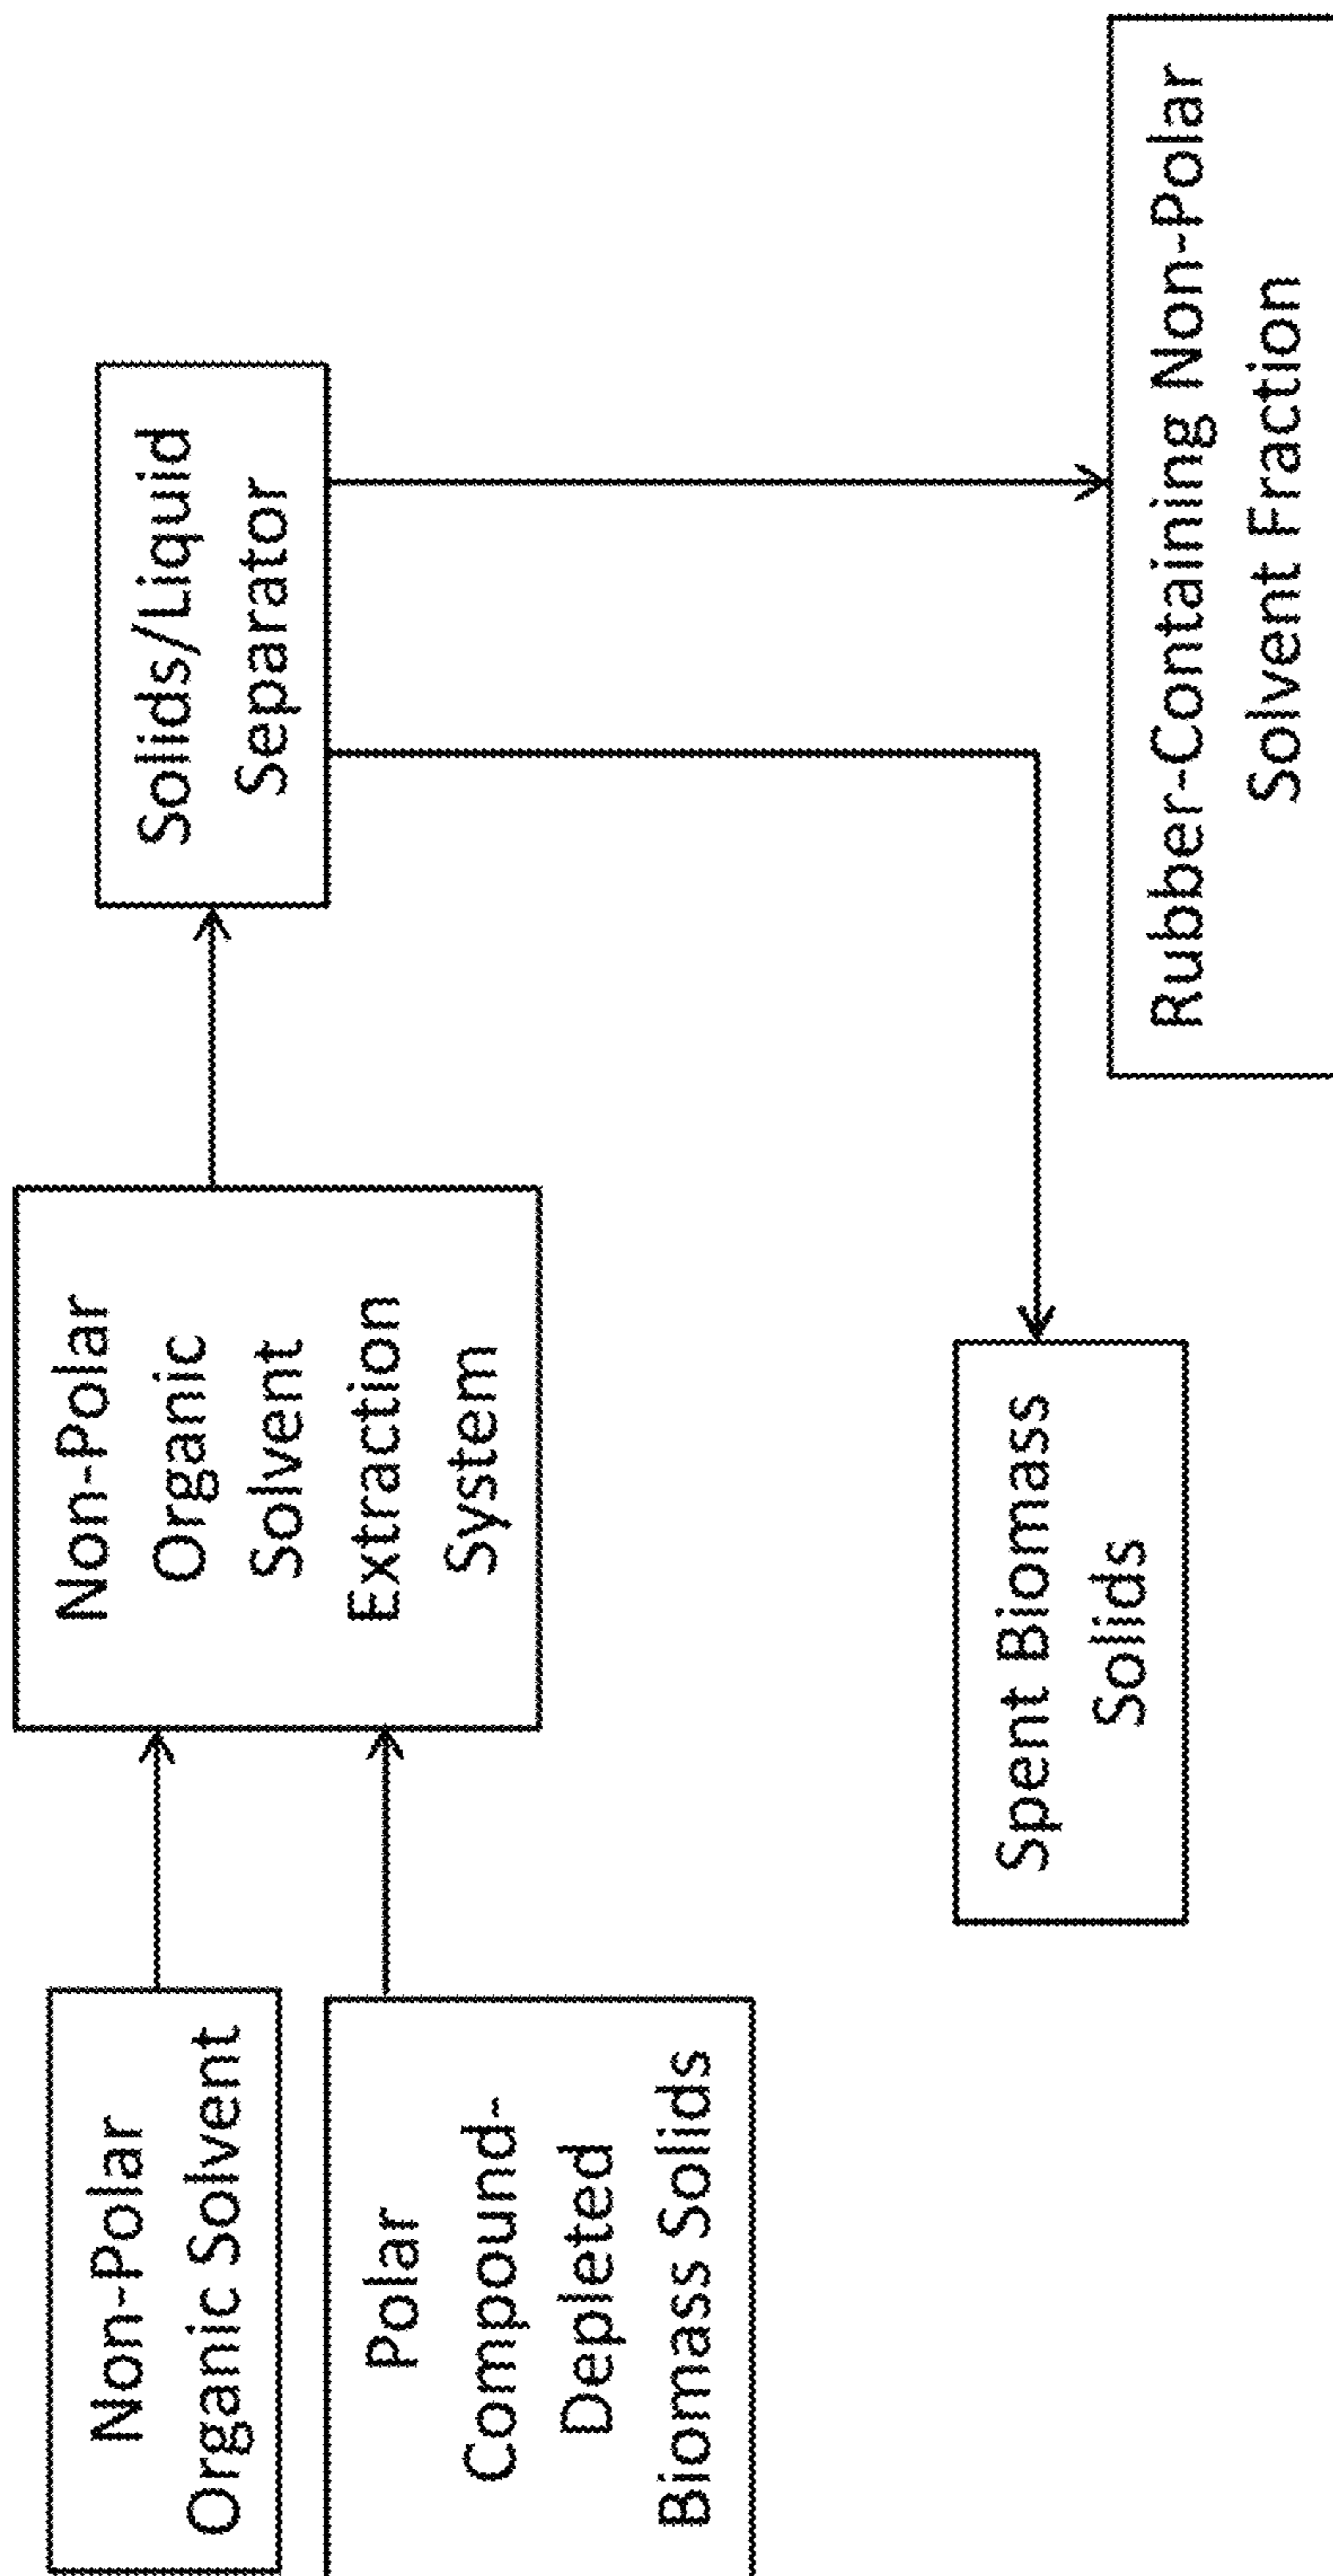 Non-Polar
Organic Solvent
Polar
Compound-
Depleted
Biomass Solids
Non-Polar
Organic
Solvent
Extraction
System
Solids/Liquid
Separator
Spent Biomass
Solids
Rubber-Containing Non-Polar
Solvent Fraction